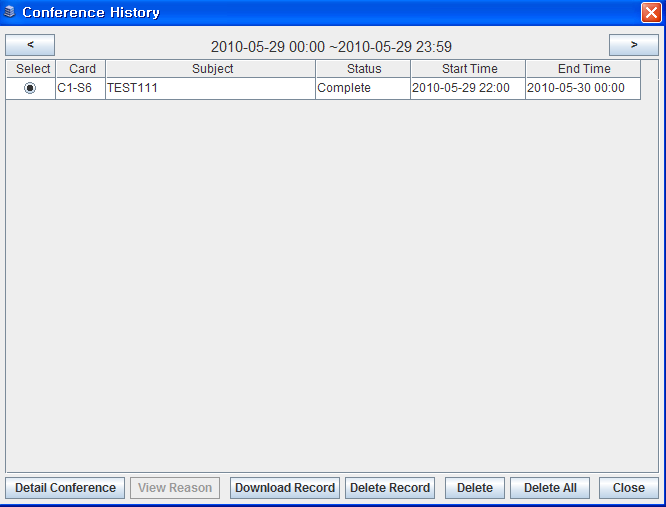 Conference History
< 2010-05-29 00:00 ~2010-05-29 23:59 >
Select Card Subject Status Start Time End Time
C1-S6 TEST111 Complete 2010-05-29 22:00 2010-05-30 00:00
Detail Conference View Reason Download Record Delete Record Delete Delete All Close